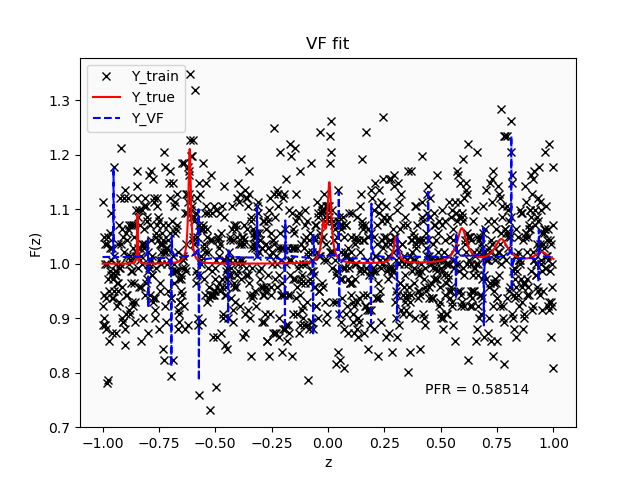 VF fit
Y_train
Y_true
Y_VF
F(z)
1.3
1.2
1.1
1.0
0.9
0.8
0.7
PFR = 0.58514
−1.00 −0.75 −0.50 −0.25 0.00 0.25 0.50 0.75 1.00
z